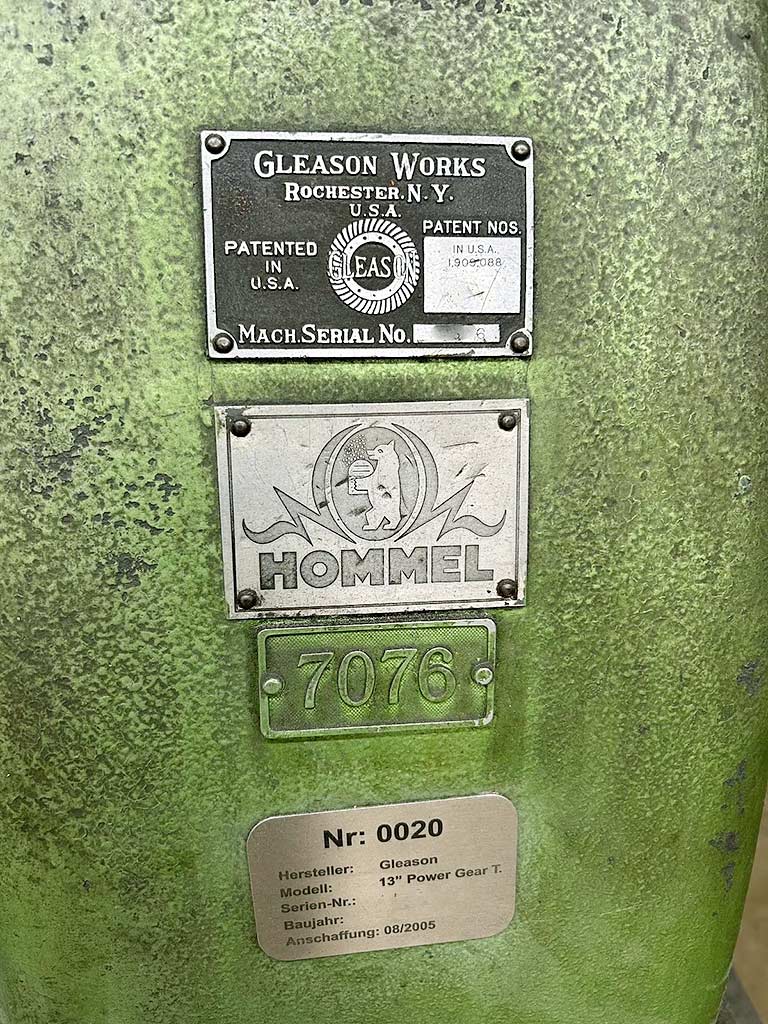 GLEASON WORKS
ROCHESTER. N. Y.
U.S.A.
PATENTED
IN
U.S.A.
GLEASON
PATENT NOS.
IN U.S.A.
1,909,088
MACH. SERIAL NO. 6
HOMMEL
7076
Nr: 0020
Hersteller: Gleason
Modell: 13" Power Gear T.
Serien-Nr.:
Baujahr:
Anschaffung: 08/2005